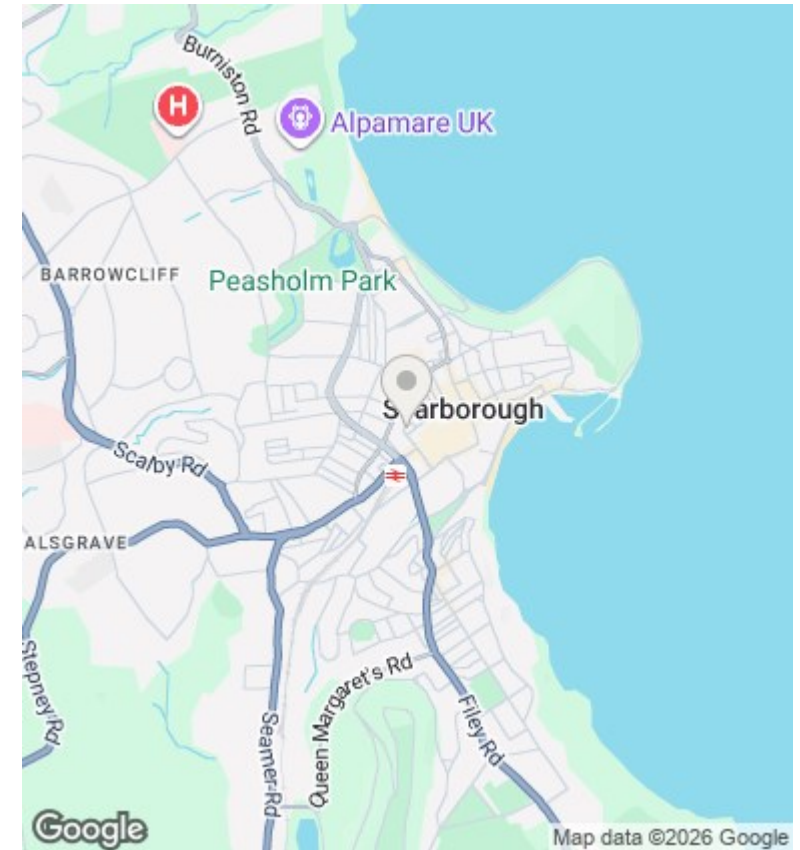 Burniston Rd
H
Alpamare UK
BARROWCLIFF
Peasholm Park
Scarborough
Scalby Rd
ALSGRAVE
Stepney Rd
Seamer Rd
Queen Margaret's Rd
Filey Rd
Google
Map data ©2026 Google